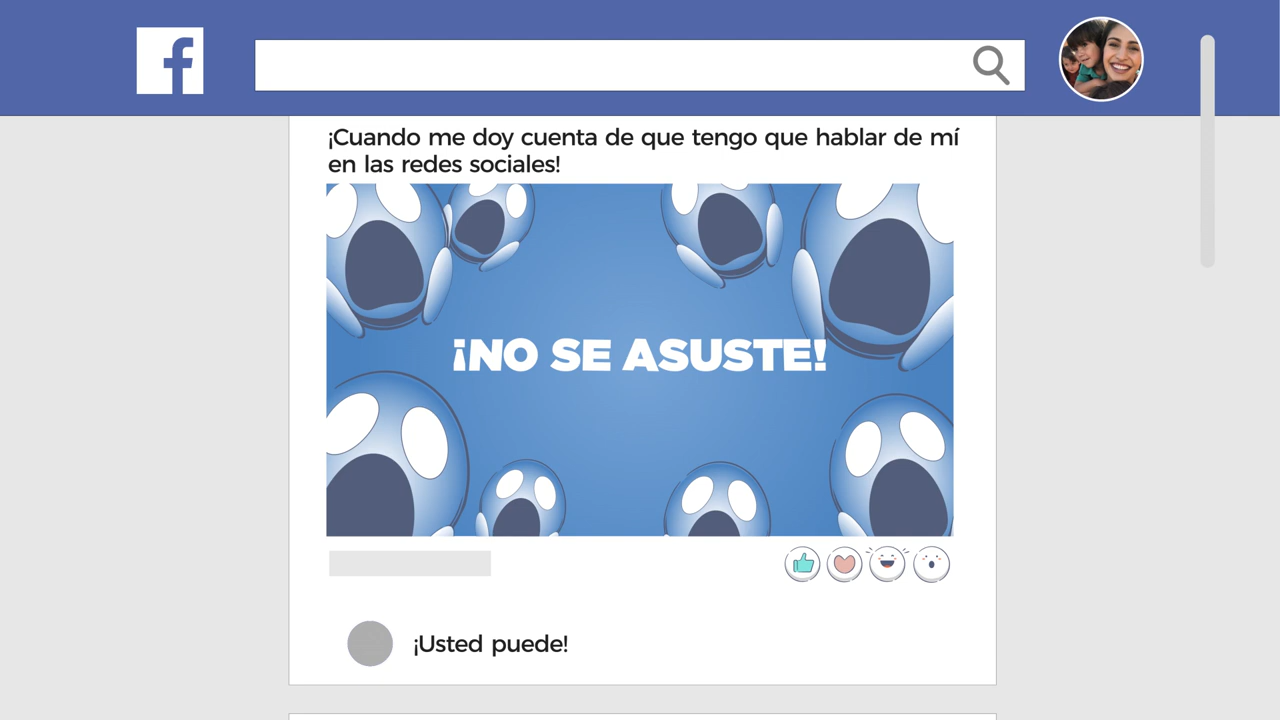 f
¡Cuando me doy cuenta de que tengo que hablar de mí
en las redes sociales!
¡NO SE ASUSTE!
¡Usted puede!